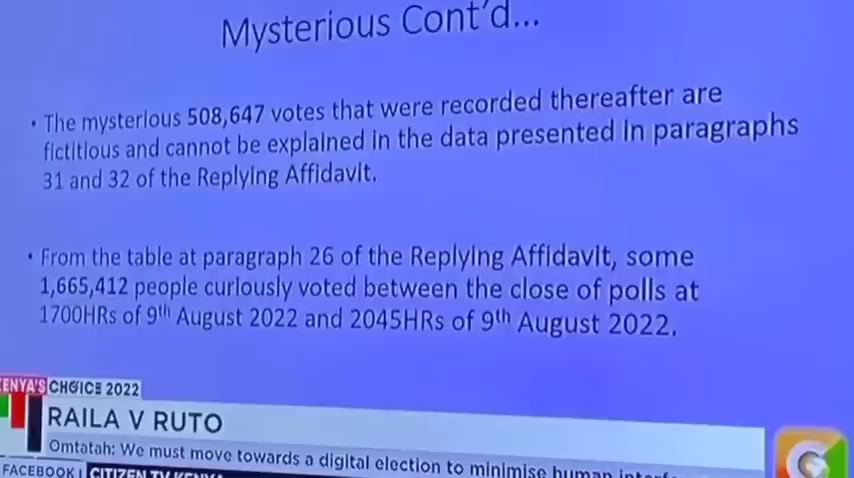 Mysterious Cont'd...
• The mysterious 508,647 votes that were recorded thereafter are
fictitious and cannot be explained in the data presented in paragraphs
31 and 32 of the Replying Affidavit.
• From the table at paragraph 26 of the Replying Affidavit, some
1,665,412 people curiously voted between the close of polls at
1700HRs of 9th August 2022 and 2045HRs of 9th August 2022.
KENYA'S CHOICE 2022
RAILA V RUTO
Omtatah: We must move towards a digital election to minimise human
FACEBOOK | CITIZEN TV KENYA